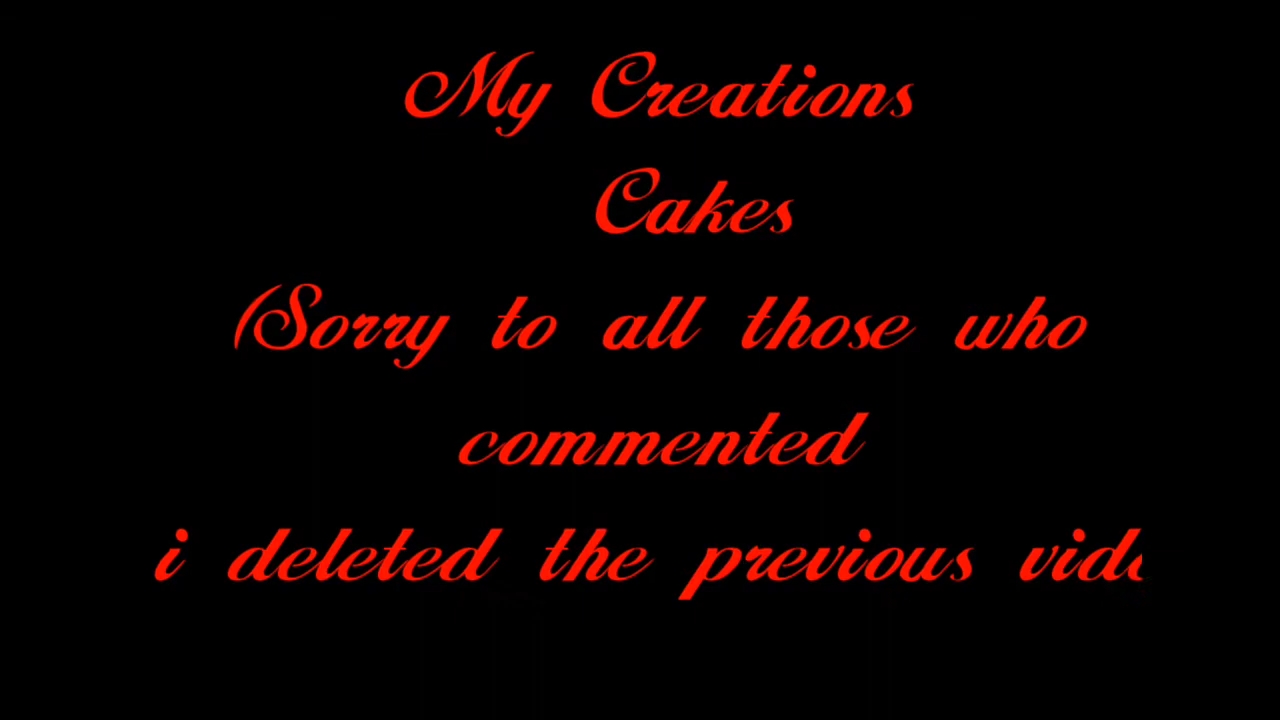 My Creations
Cakes
(Sorry to all those who
commented
i deleted the previous